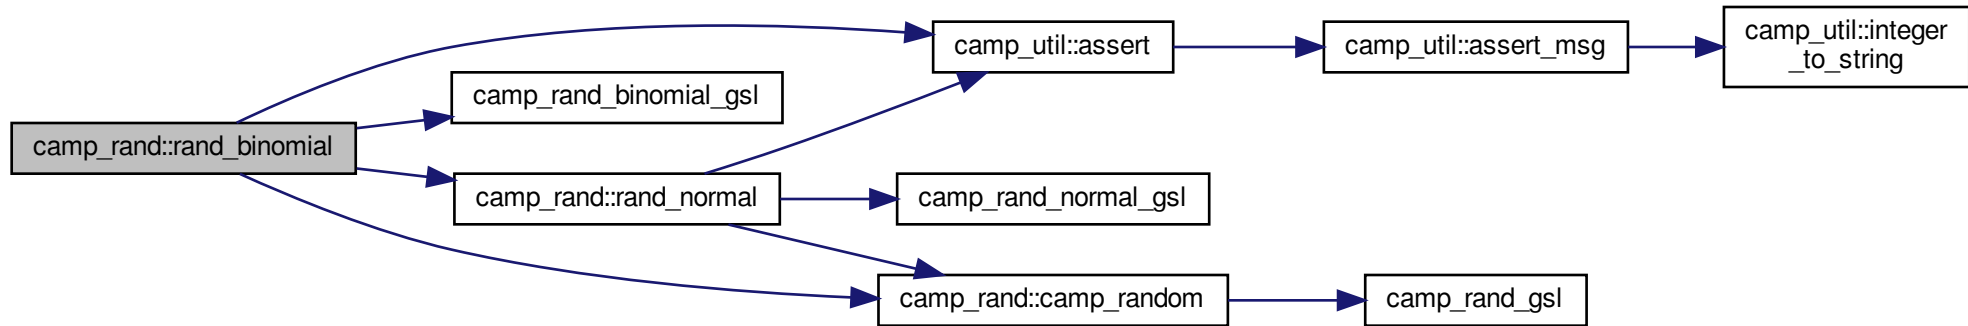 camp_rand::rand_binomial
camp_rand_binomial_gsl
camp_rand::rand_normal
camp_util::assert
camp_rand_normal_gsl
camp_rand::camp_random
camp_util::assert_msg
camp_rand_gsl
camp_util::integer
_to_string